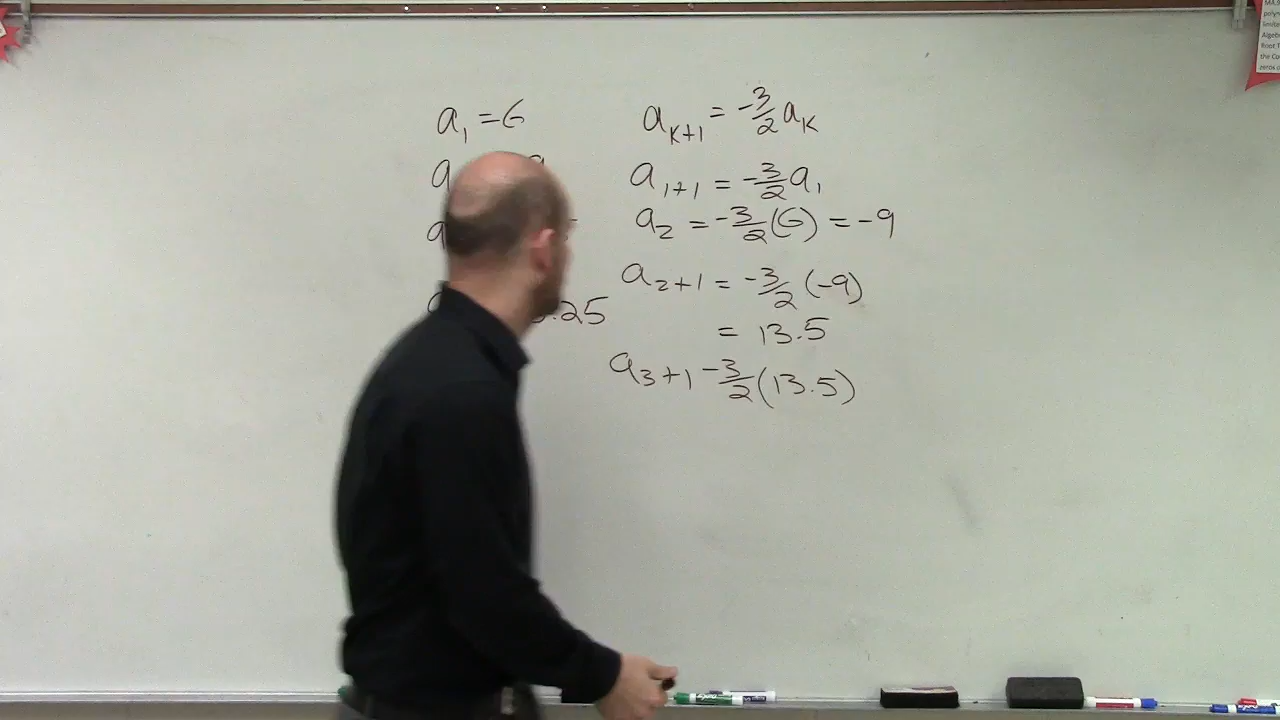 a₁ = 6
a
a
.25
aₖ₊₁ = -3/2 aₖ
a₁₊₁ = -3/2 a₁
a₂ = -3/2 (6) = -9
a₂₊₁ = -3/2 (-9)
= 13.5
a₃₊₁ -3/2 (13.5)